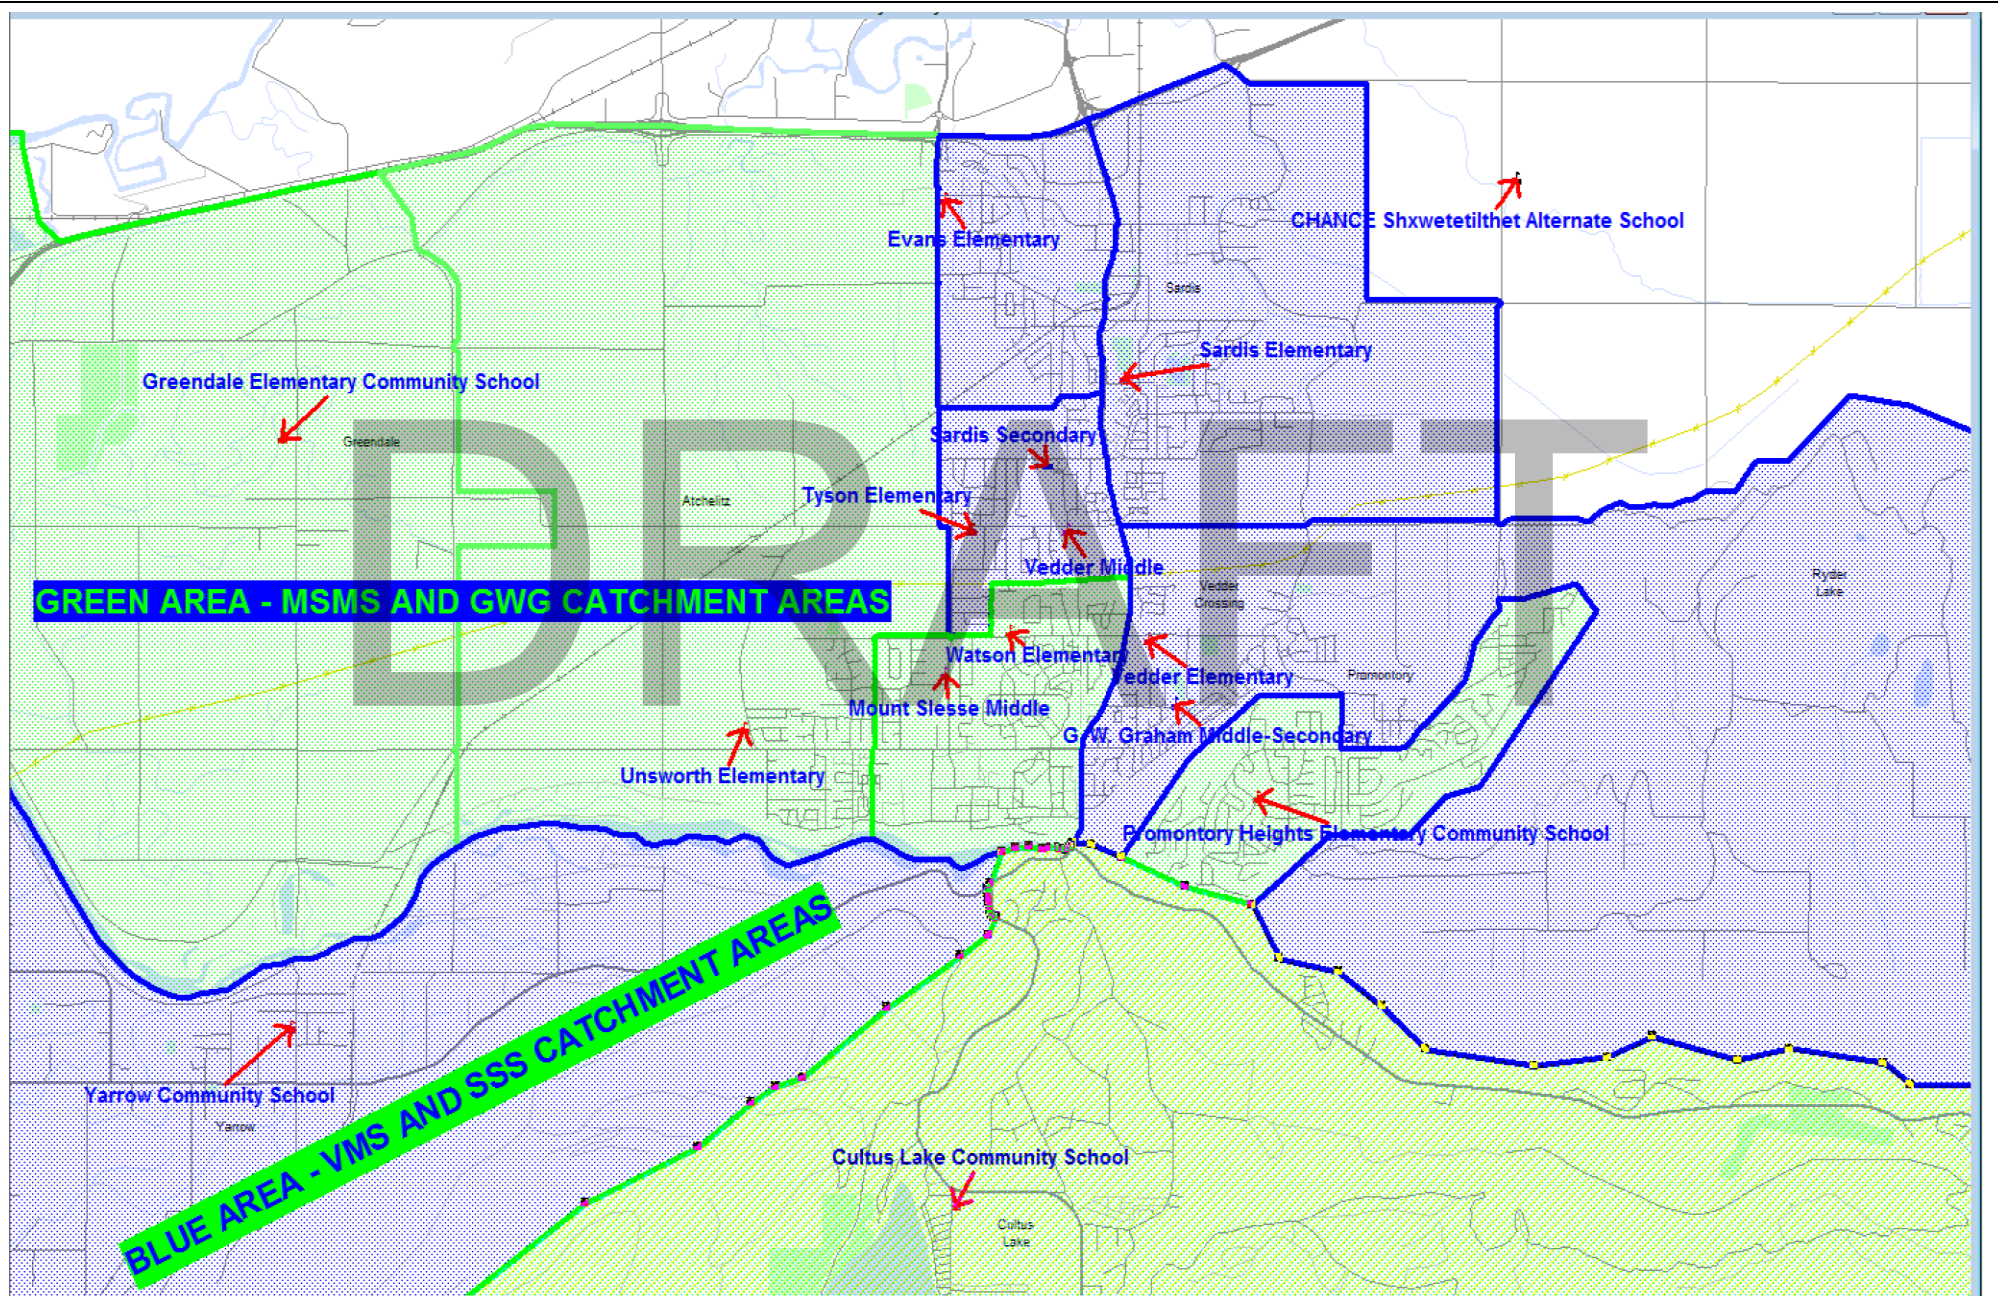 CHANCE Shxwetetilthet Alternate School
Evans Elementary
Sardis
Sardis Elementary
Greendale Elementary Community School
Greendale
Sardis Secondary
Tyson Elementary
Atchelitz
DRAFT
Vedder Middle
Vedder
Crossing
Ryder
Lake
GREEN AREA - MSMS AND GWG CATCHMENT AREAS
Watson Elementary
Vedder Elementary
Promontory
Mount Slesse Middle
G. W. Graham Middle-Secondary
Unsworth Elementary
Promontory Heights Elementary Community School
BLUE AREA - VMS AND SSS CATCHMENT AREAS
Yarrow Community School
Yarrow
Cultus Lake Community School
Cultus
Lake